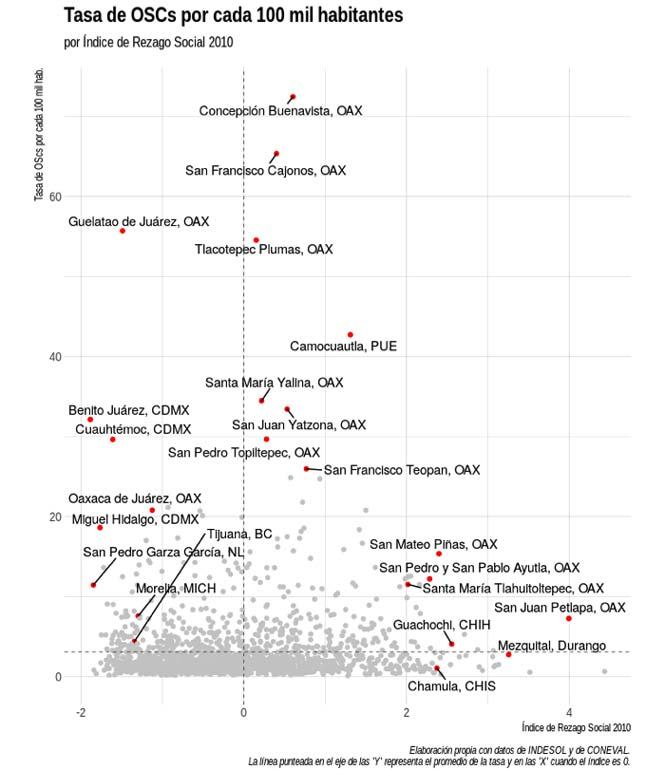 Tasa de OSCs por cada 100 mil habitantes
por Índice de Rezago Social 2010
Tasa de OScs por cada 100 mil hab.
Concepción Buenavista, OAX
San Francisco Cajonos, OAX
60
Guelatao de Juárez, OAX
Tlacotepec Plumas, OAX
Camocuautla, PUE
40
Santa María Yalina, OAX
Benito Juárez, CDMX
San Juan Yatzona, OAX
Cuauhtémoc, CDMX
San Pedro Topiltepec, OAX
San Francisco Teopan, OAX
Oaxaca de Juárez, OAX
20
Miguel Hidalgo, CDMX
Tijuana, BC
San Mateo Piñas, OAX
San Pedro Garza García, NL
San Pedro y San Pablo Ayutla, OAX
Morelia, MICH
Santa María Tlahuitoltepec, OAX
San Juan Petlapa, OAX
Guachochi, CHIH
Mezquital, Durango
0
Chamula, CHIS
-2 0 2 4
Índice de Rezago Social 2010
Elaboración propia con datos de INDESOL y de CONEVAL.
La línea punteada en el eje de las 'Y' representa el promedio de la tasa y en las 'X' cuando el índice es 0.